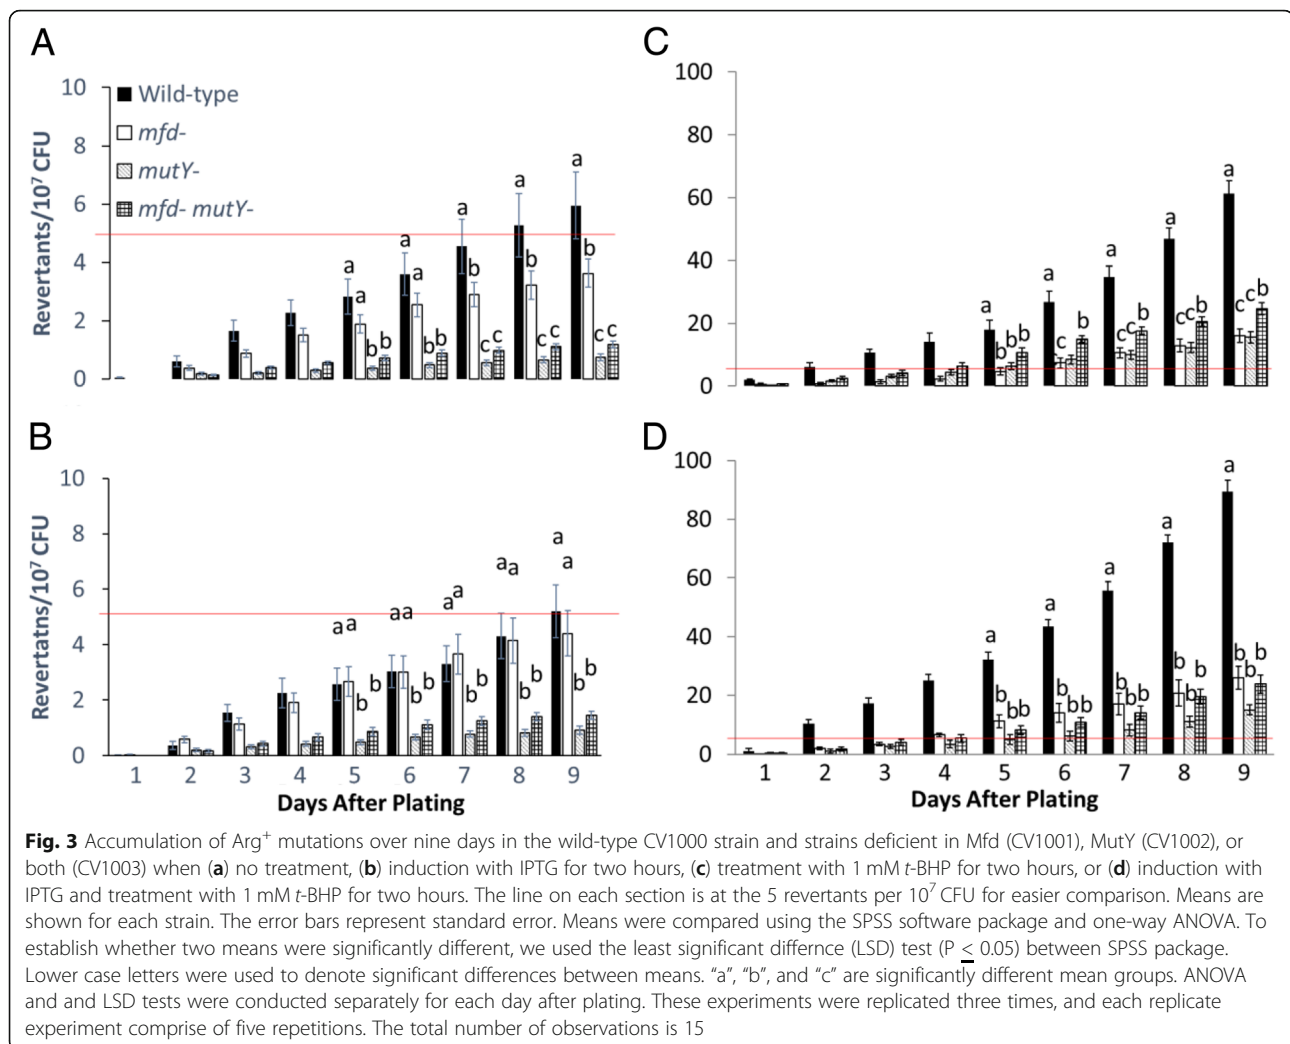 A
10
8
6
4
2
0
Revertants/10⁷ CFU
Wild-type
mfd-
mutY-
mfd- mutY-
a a b b
a a b b
a b c c
a b c c
a b c c
C
100
80
60
40
20
0
a b b b
a c c b
a c c b
a c c b
a c c b
B
10
8
6
4
2
0
Revertatns/10⁷ CFU
a a b b
a a b b
a a b b
a a b b
a a b b
1 2 3 4 5 6 7 8 9
Days After Plating
D
100
80
60
40
20
0
a b b b
a b b b
a b b b
a b b b
a b b b
1 2 3 4 5 6 7 8 9
Days After Plating
Fig. 3 Accumulation of Arg⁺ mutations over nine days in the wild-type CV1000 strain and strains deficient in Mfd (CV1001), MutY (CV1002), or
both (CV1003) when (a) no treatment, (b) induction with IPTG for two hours, (c) treatment with 1 mM t-BHP for two hours, or (d) induction with
IPTG and treatment with 1 mM t-BHP for two hours. The line on each section is at the 5 revertants per 10⁷ CFU for easier comparison. Means are
shown for each strain. The error bars represent standard error. Means were compared using the SPSS software package and one-way ANOVA. To
establish whether two means were significantly different, we used the least significant differnce (LSD) test (P ≤ 0.05) between SPSS package.
Lower case letters were used to denote significant differences between means. “a”, “b”, and “c” are significantly different mean groups. ANOVA
and and LSD tests were conducted separately for each day after plating. These experiments were replicated three times, and each replicate
experiment comprise of five repetitions. The total number of observations is 15